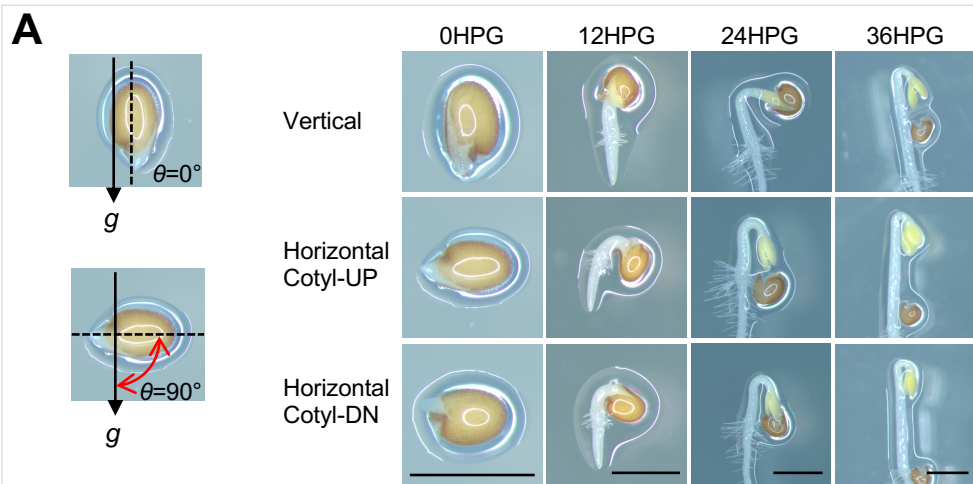 A
0HPG 12HPG 24HPG 36HPG
θ=0°
g
Vertical
Horizontal
Cotyl-UP
θ=90°
g
Horizontal
Cotyl-DN